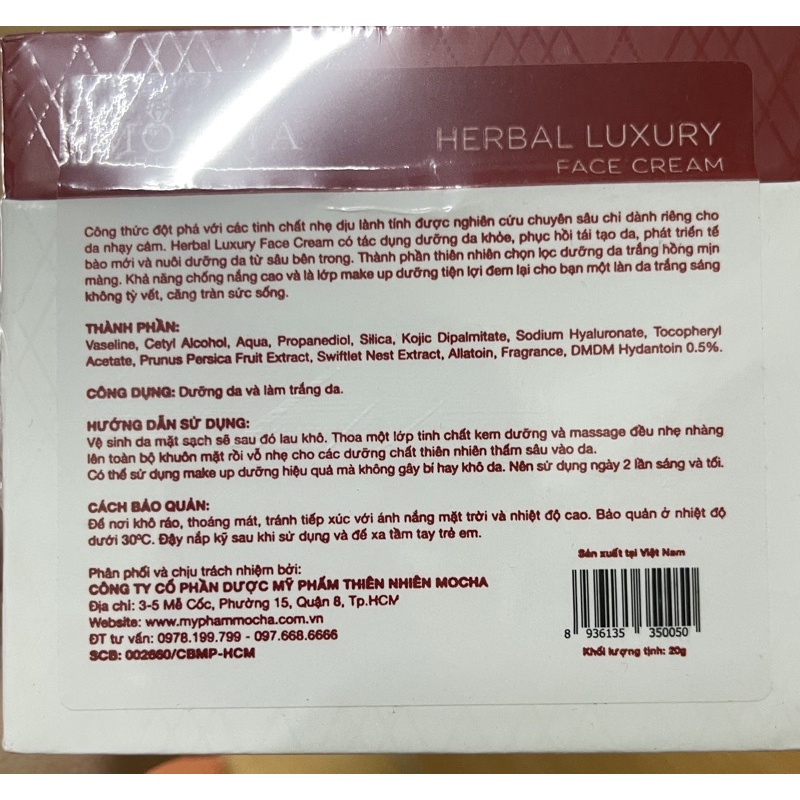 HERBAL LUXURY
FACE CREAM
Công thức đột phá với các tinh chất nhẹ dịu lành tính được nghiên cứu chuyên sâu chỉ dành riêng cho
da nhạy cảm. Herbal Luxury Face Cream có tác dụng dưỡng da khỏe, phục hồi tái tạo da, phát triển tế
bào mới và nuôi dưỡng da từ sâu bên trong. Thành phần thiên nhiên chọn lọc dưỡng da trắng hồng mịn
màng. Khả năng chống nắng cao và là lớp make up dưỡng tiện lợi đem lại cho bạn một làn da trắng sáng
không tỳ vết, căng tràn sức sống.
THÀNH PHẦN:
Vaseline, Cetyl Alcohol, Aqua, Propanediol, Silica, Kojic Dipalmitate, Sodium Hyaluronate, Tocopheryl
Acetate, Prunus Persica Fruit Extract, Swiftlet Nest Extract, Allatoin, Fragrance, DMDM Hydantoin 0.5%.
CÔNG DỤNG: Dưỡng da và làm trắng da.
HƯỚNG DẪN SỬ DỤNG:
Vệ sinh da mặt sạch sẽ sau đó lau khô. Thoa một lớp tinh chất kem dưỡng và massage đều nhẹ nhàng
lên toàn bộ khuôn mặt rồi vỗ nhẹ cho các dưỡng chất thiên nhiên thấm sâu vào da.
Có thể sử dụng make up dưỡng hiệu quả mà không gây bí hay khô da. Nên sử dụng ngày 2 lần sáng và tối.
CÁCH BẢO QUẢN:
Để nơi khô ráo, thoáng mát, tránh tiếp xúc với ánh nắng mặt trời và nhiệt độ cao. Bảo quản ở nhiệt độ
dưới 30ºC. Đậy nắp kỹ sau khi sử dụng và để xa tầm tay trẻ em.
Phân phối và chịu trách nhiệm bởi:
CÔNG TY CỔ PHẦN DƯỢC MỸ PHẨM THIÊN NHIÊN MOCHA
Địa chỉ: 3-5 Mễ Cốc, Phường 15, Quận 8, Tp.HCM
Website: www.myphammocha.com.vn
ĐT tư vấn: 0978.199.799 - 097.668.6666
SCB: 002660/CBMP-HCM
Sản xuất tại Việt Nam
8 936135 350050
Khối lượng tịnh: 20g